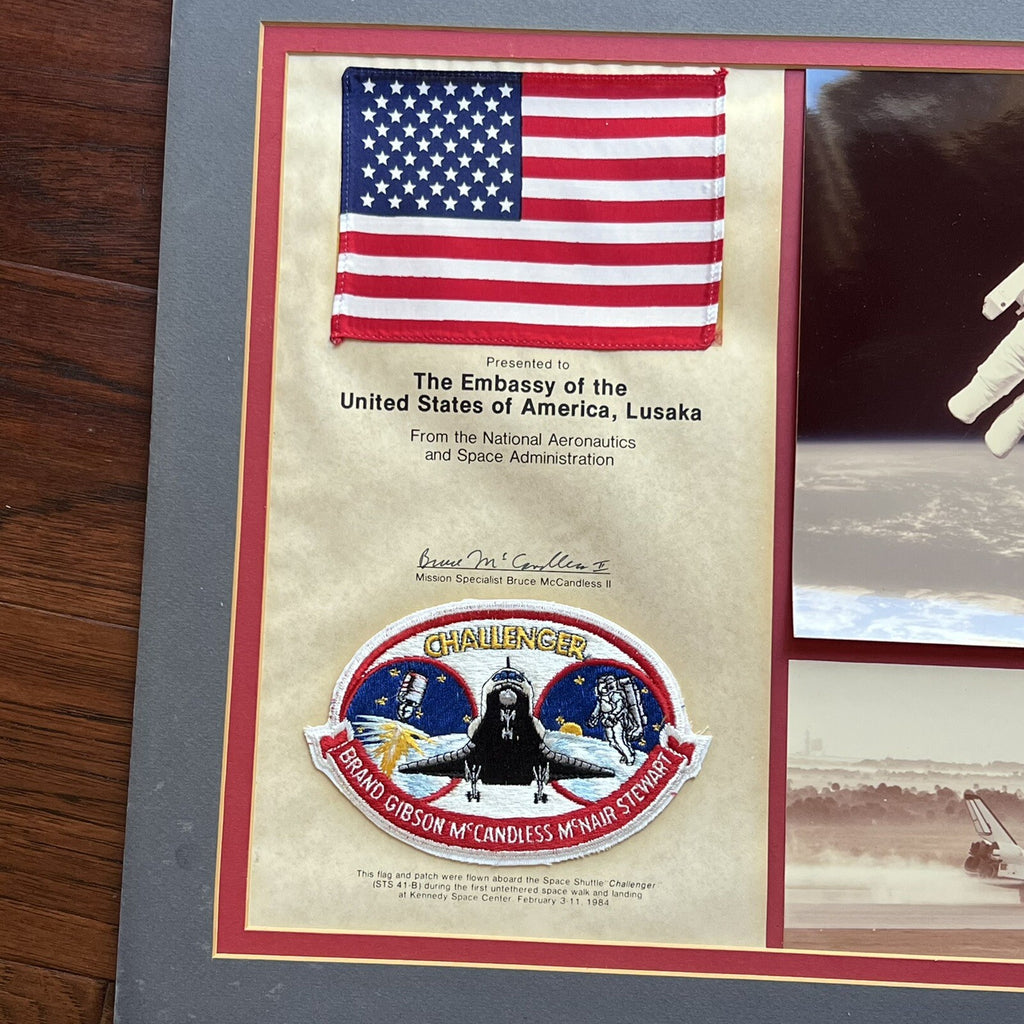 Presented to
The Embassy of the
United States of America, Lusaka
From the National Aeronautics
and Space Administration
Bruce McCandless II
Mission Specialist Bruce McCandless II
CHALLENGER
BRAND GIBSON McCANDLESS McNAIR STEWART
This flag and patch were flown aboard the Space Shuttle "Challenger"
(STS 41-B) during the first untethered space walk and landing
at Kennedy Space Center. February 3-11, 1984